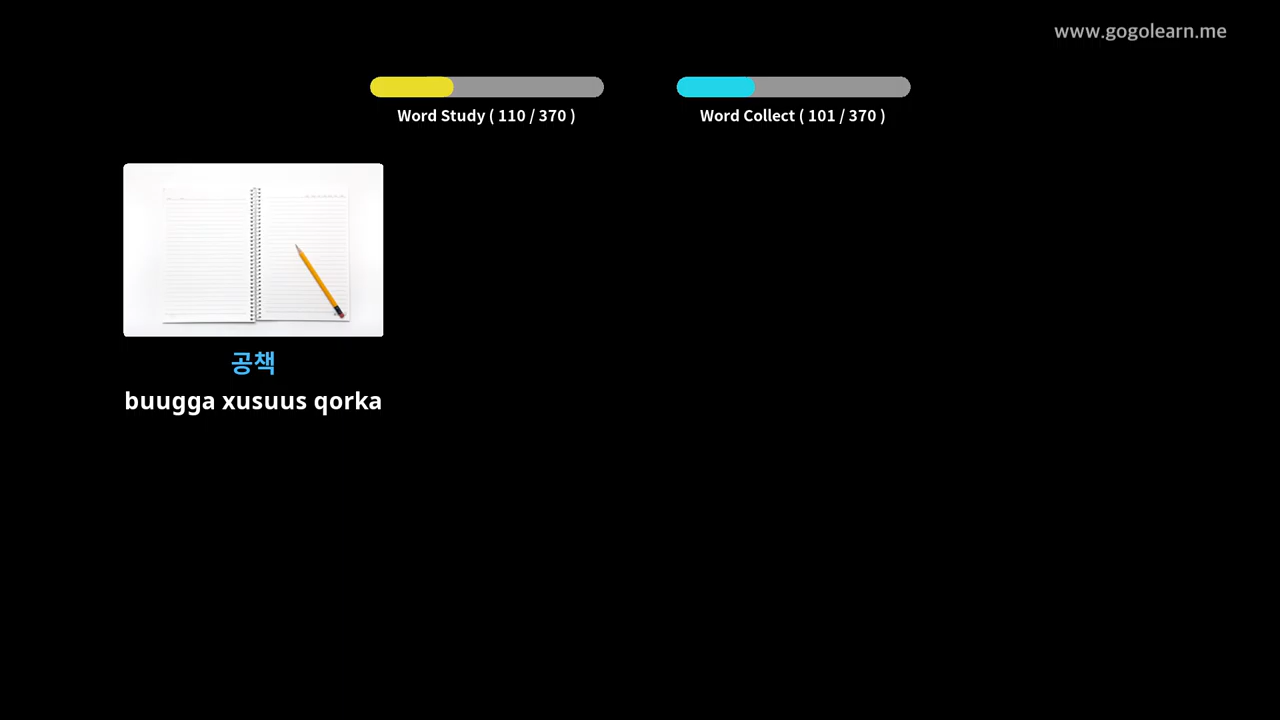 www.gogolearn.me
Word Study ( 110 / 370 )
Word Collect ( 101 / 370 )
공책
buugga xusuus qorka